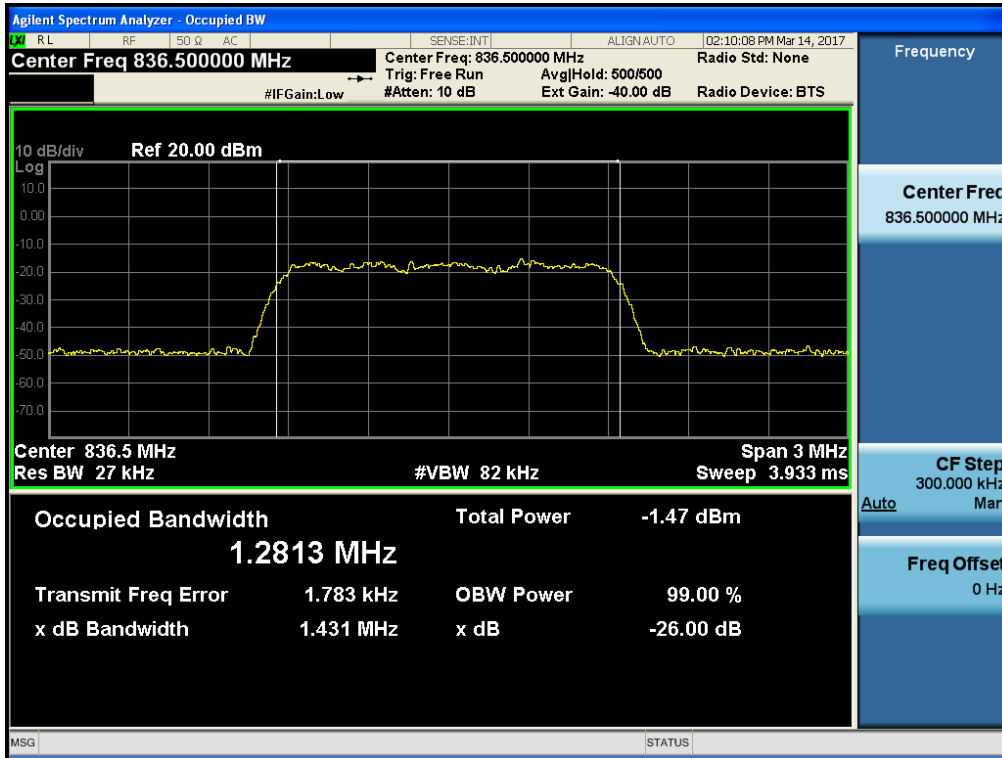 Agilent Spectrum Analyzer - Occupied BW
LXI RL RF 50 Ω AC SENSE:INT ALIGN AUTO 02:10:08 PM Mar 14, 2017
Center Freq 836.500000 MHz
Center Freq: 836.500000 MHz Radio Std: None
Trig: Free Run Avg|Hold: 500/500
#IFGain:Low #Atten: 10 dB Ext Gain: -40.00 dB Radio Device: BTS
10 dB/div Ref 20.00 dBm
Log
10.0
0.00
-10.0
-20.0
-30.0
-40.0
-50.0
-60.0
-70.0
Center 836.5 MHz Span 3 MHz
Res BW 27 kHz #VBW 82 kHz Sweep 3.933 ms
Occupied Bandwidth Total Power -1.47 dBm
1.2813 MHz
Transmit Freq Error 1.783 kHz OBW Power 99.00 %
x dB Bandwidth 1.431 MHz x dB -26.00 dB
MSG STATUS
Frequency
Center Freq
836.500000 MHz
CF Step
300.000 kHz
Auto Man
Freq Offset
0 Hz